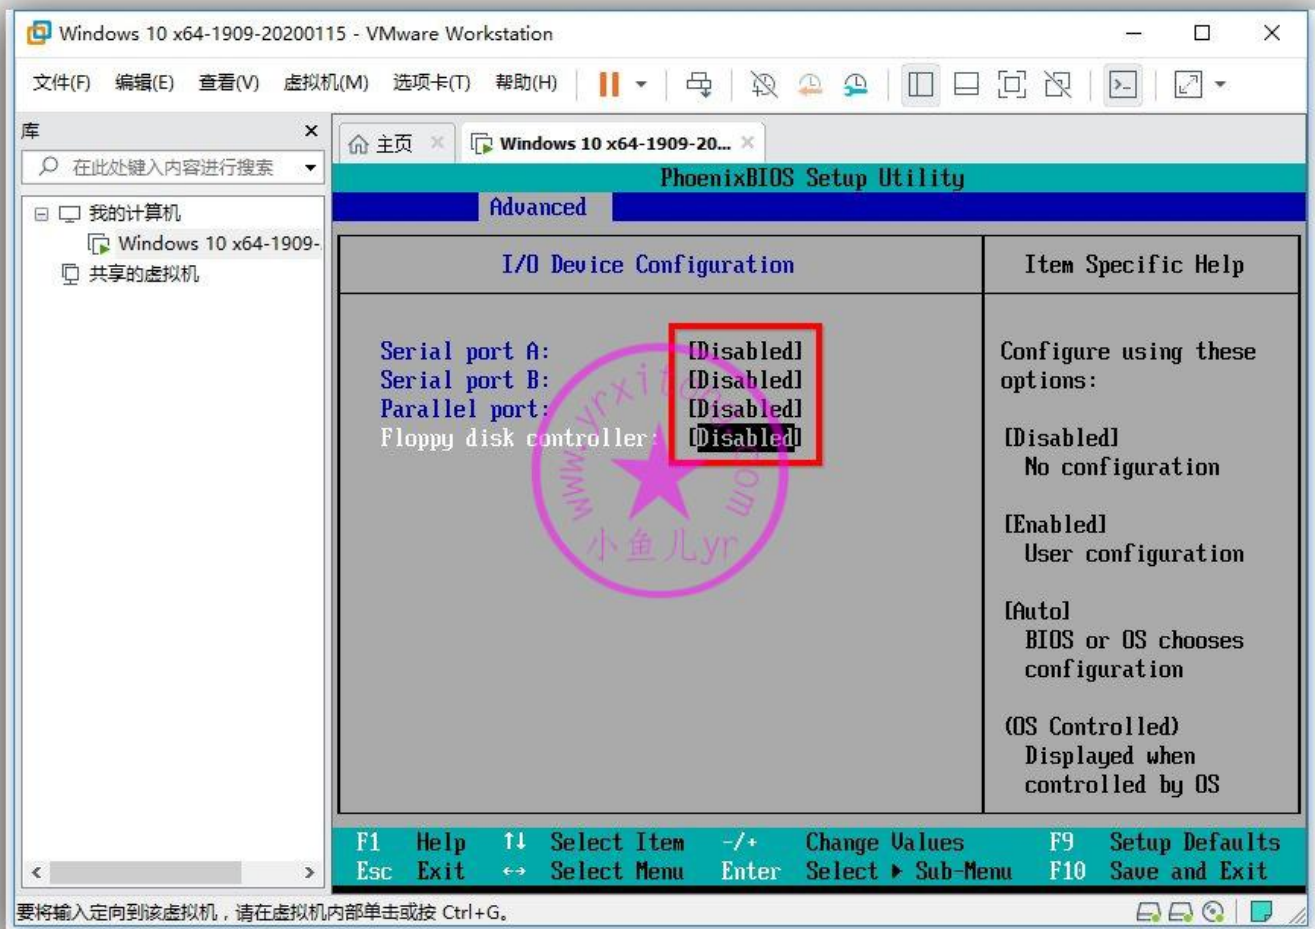 Windows 10 x64-1909-20200115 - VMware Workstation
文件(F) 编辑(E) 查看(V) 虚拟机(M) 选项卡(T) 帮助(H)
库
在此处键入内容进行搜索
我的计算机
Windows 10 x64-1909-
共享的虚拟机
主页 Windows 10 x64-1909-20...
PhoenixBIOS Setup Utility
Advanced
I/O Device Configuration
Serial port A: [Disabled]
Serial port B: [Disabled]
Parallel port: [Disabled]
Floppy disk controller: [Disabled]
www.yrxitong.com
小鱼儿yr
Item Specific Help
Configure using these
options:
[Disabled]
No configuration
[Enabled]
User configuration
[Auto]
BIOS or OS chooses
configuration
(OS Controlled)
Displayed when
controlled by OS
F1 Help ↑↓ Select Item -/+ Change Values F9 Setup Defaults
Esc Exit ↔ Select Menu Enter Select ▶ Sub-Menu F10 Save and Exit
要将输入定向到该虚拟机，请在虚拟机内部单击或按 Ctrl+G。